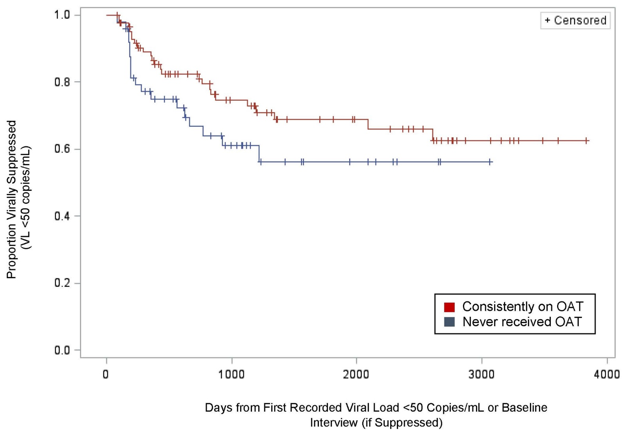 + Censored
1.0
0.8
0.6
0.4
0.2
0.0
Proportion Virally Suppressed
(VL <50 copies/mL)
Consistently on OAT
Never received OAT
0
1000
2000
3000
4000
Days from First Recorded Viral Load <50 Copies/mL or Baseline
Interview (if Suppressed)